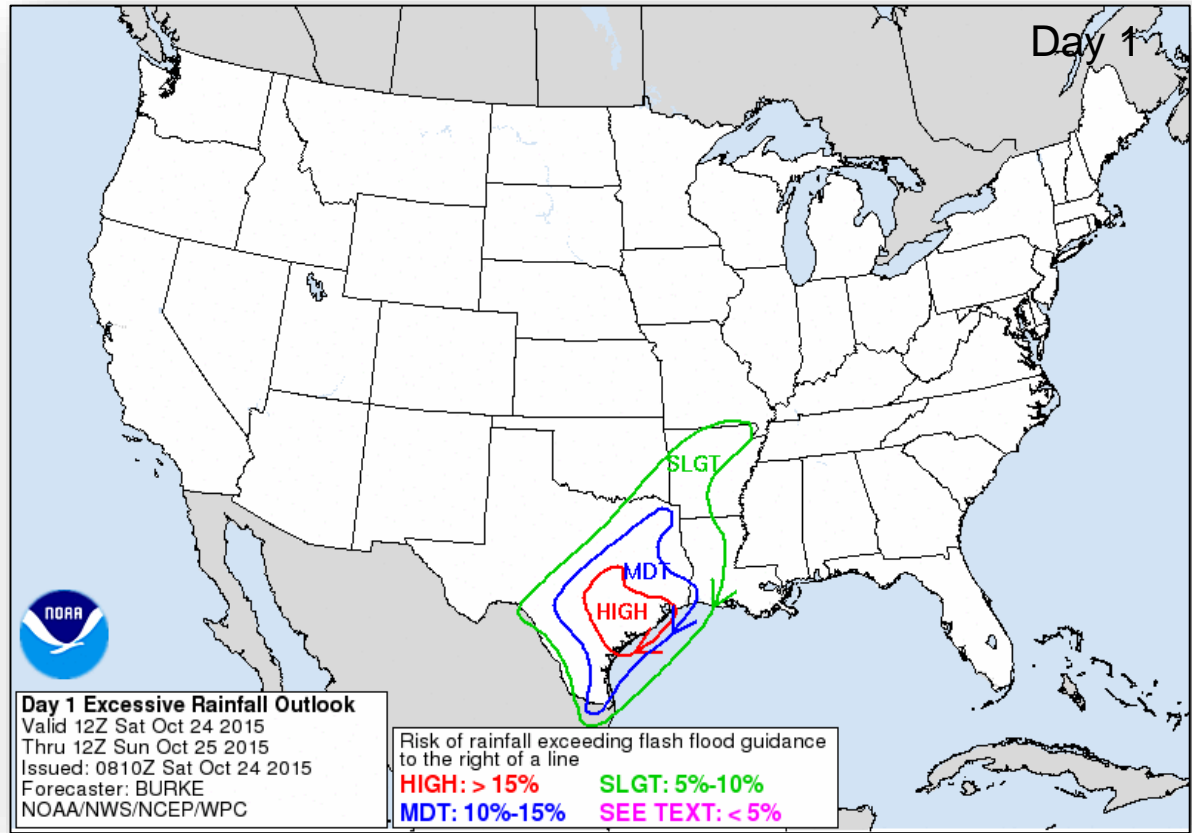 Day 1
SLGT
MDT
HIGH
NOAA
Day 1 Excessive Rainfall Outlook
Valid 12Z Sat Oct 24 2015
Thru 12Z Sun Oct 25 2015
Issued: 0810Z Sat Oct 24 2015
Forecaster: BURKE
NOAA/NWS/NCEP/WPC
Risk of rainfall exceeding flash flood guidance
to the right of a line
HIGH: > 15% SLGT: 5%-10%
MDT: 10%-15% SEE TEXT: < 5%